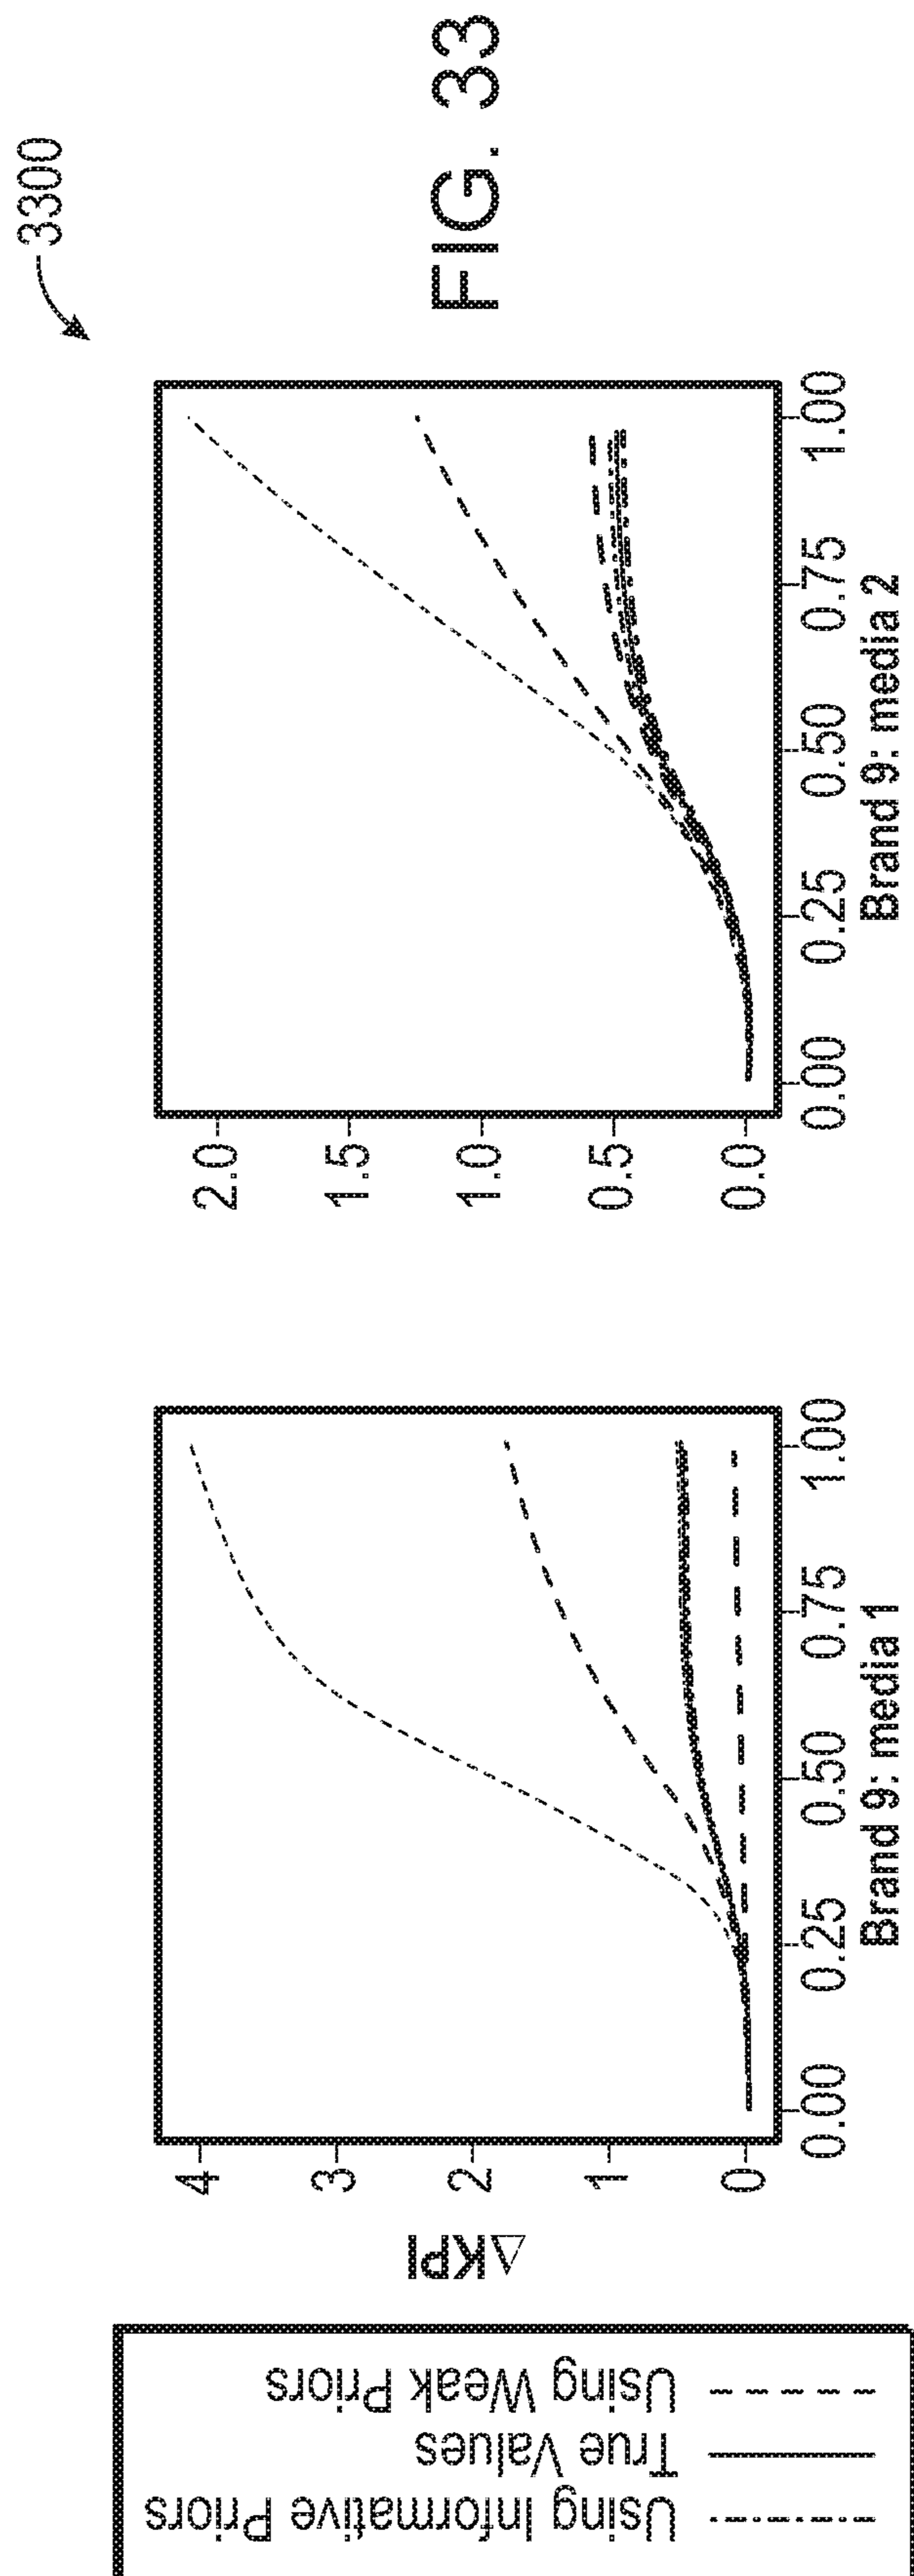 3300
FIG. 33
Using Informative Priors
True Values
Using Weak Priors
ΔKPI
4
3
2
1
0
0.00 0.25 0.50 0.75 1.00
Brand 9: media 1
2.0
1.5
1.0
0.5
0.0
0.00 0.25 0.50 0.75 1.00
Brand 9: media 2